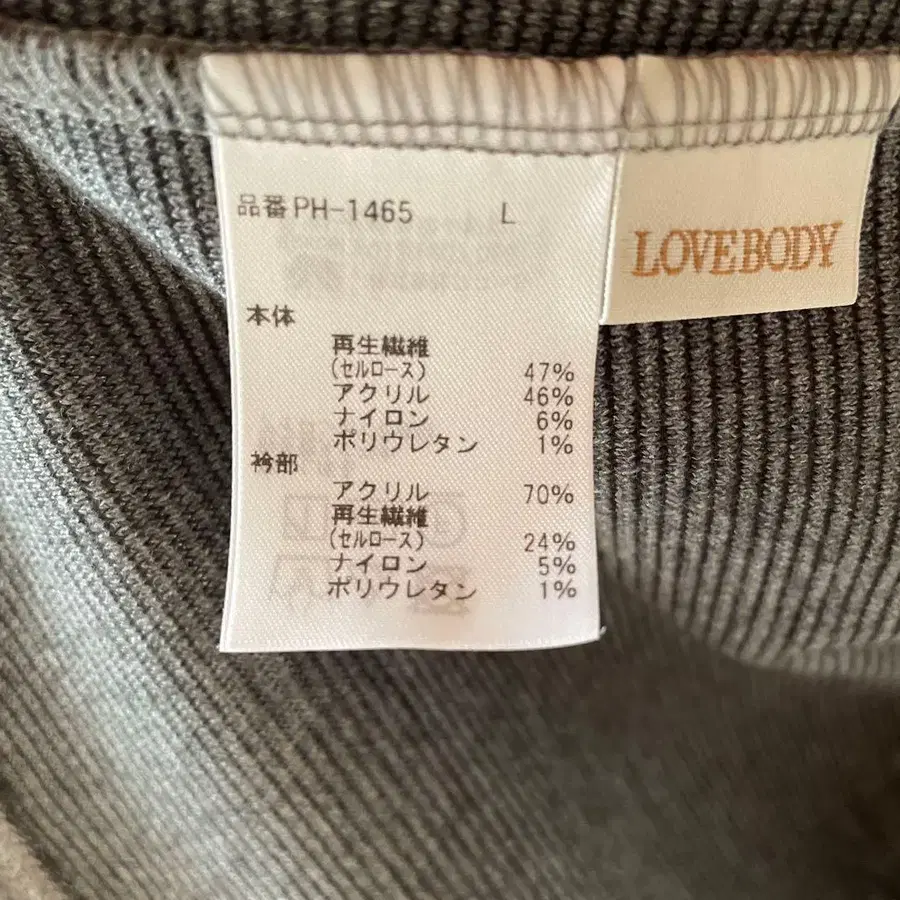 品番 PH-1465 L
LOVEBODY
本体
再生繊維
(セルロース) 47%
アクリル 46%
ナイロン 6%
ポリウレタン 1%
衿部
アクリル 70%
再生繊維
(セルロース) 24%
ナイロン 5%
ポリウレタン 1%